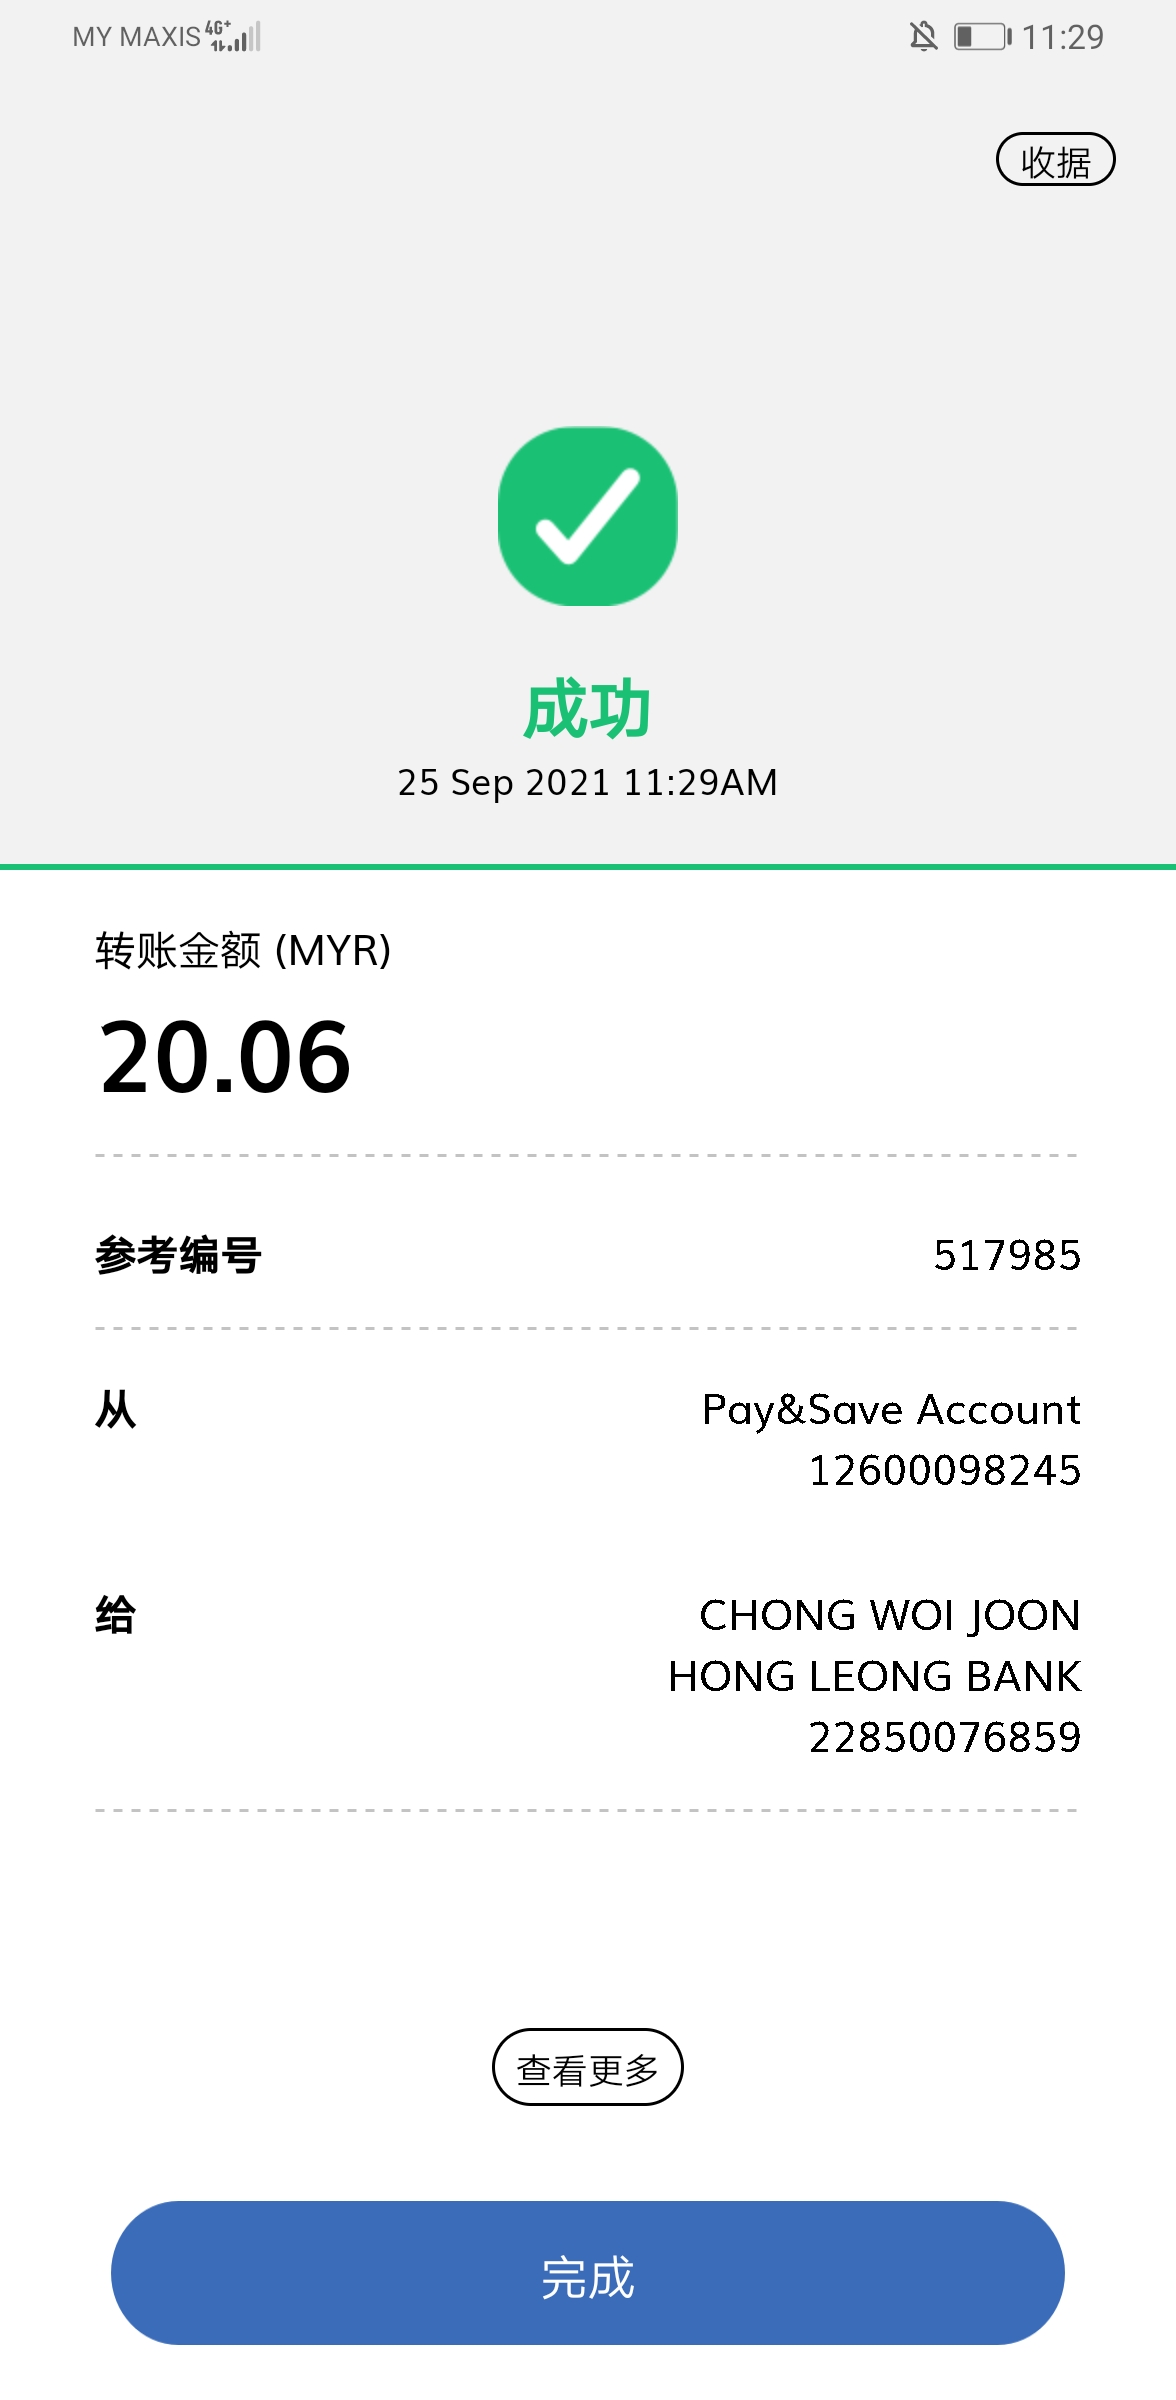 MY MAXIS 4G+ 11:29
收据
成功
25 Sep 2021 11:29AM
转账金额 (MYR)
20.06
参考编号 517985
从 Pay&Save Account
12600098245
给 CHONG WOI JOON
HONG LEONG BANK
22850076859
查看更多
完成